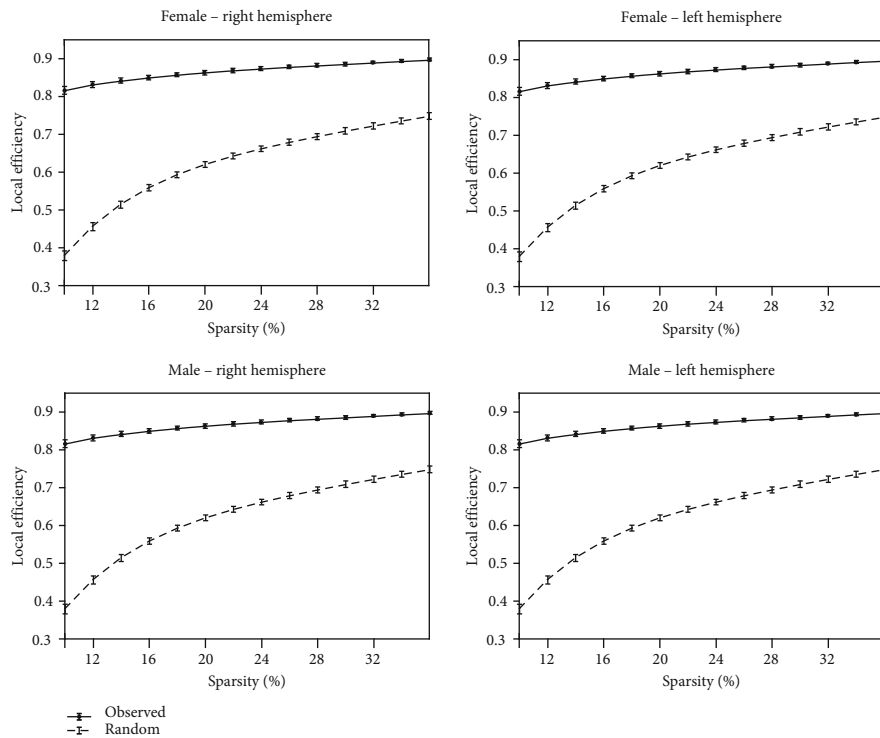 Female – right hemisphere
0.9
0.8
0.7
0.6
0.5
0.4
0.3
Local efficiency
12 16 20 24 28 32
Sparsity (%)
Female – left hemisphere
0.9
0.8
0.7
0.6
0.5
0.4
0.3
Local efficiency
12 16 20 24 28 32
Sparsity (%)
Male – right hemisphere
0.9
0.8
0.7
0.6
0.5
0.4
0.3
Local efficiency
12 16 20 24 28 32
Sparsity (%)
Male – left hemisphere
0.9
0.8
0.7
0.6
0.5
0.4
0.3
Local efficiency
12 16 20 24 28 32
Sparsity (%)
Observed
Random